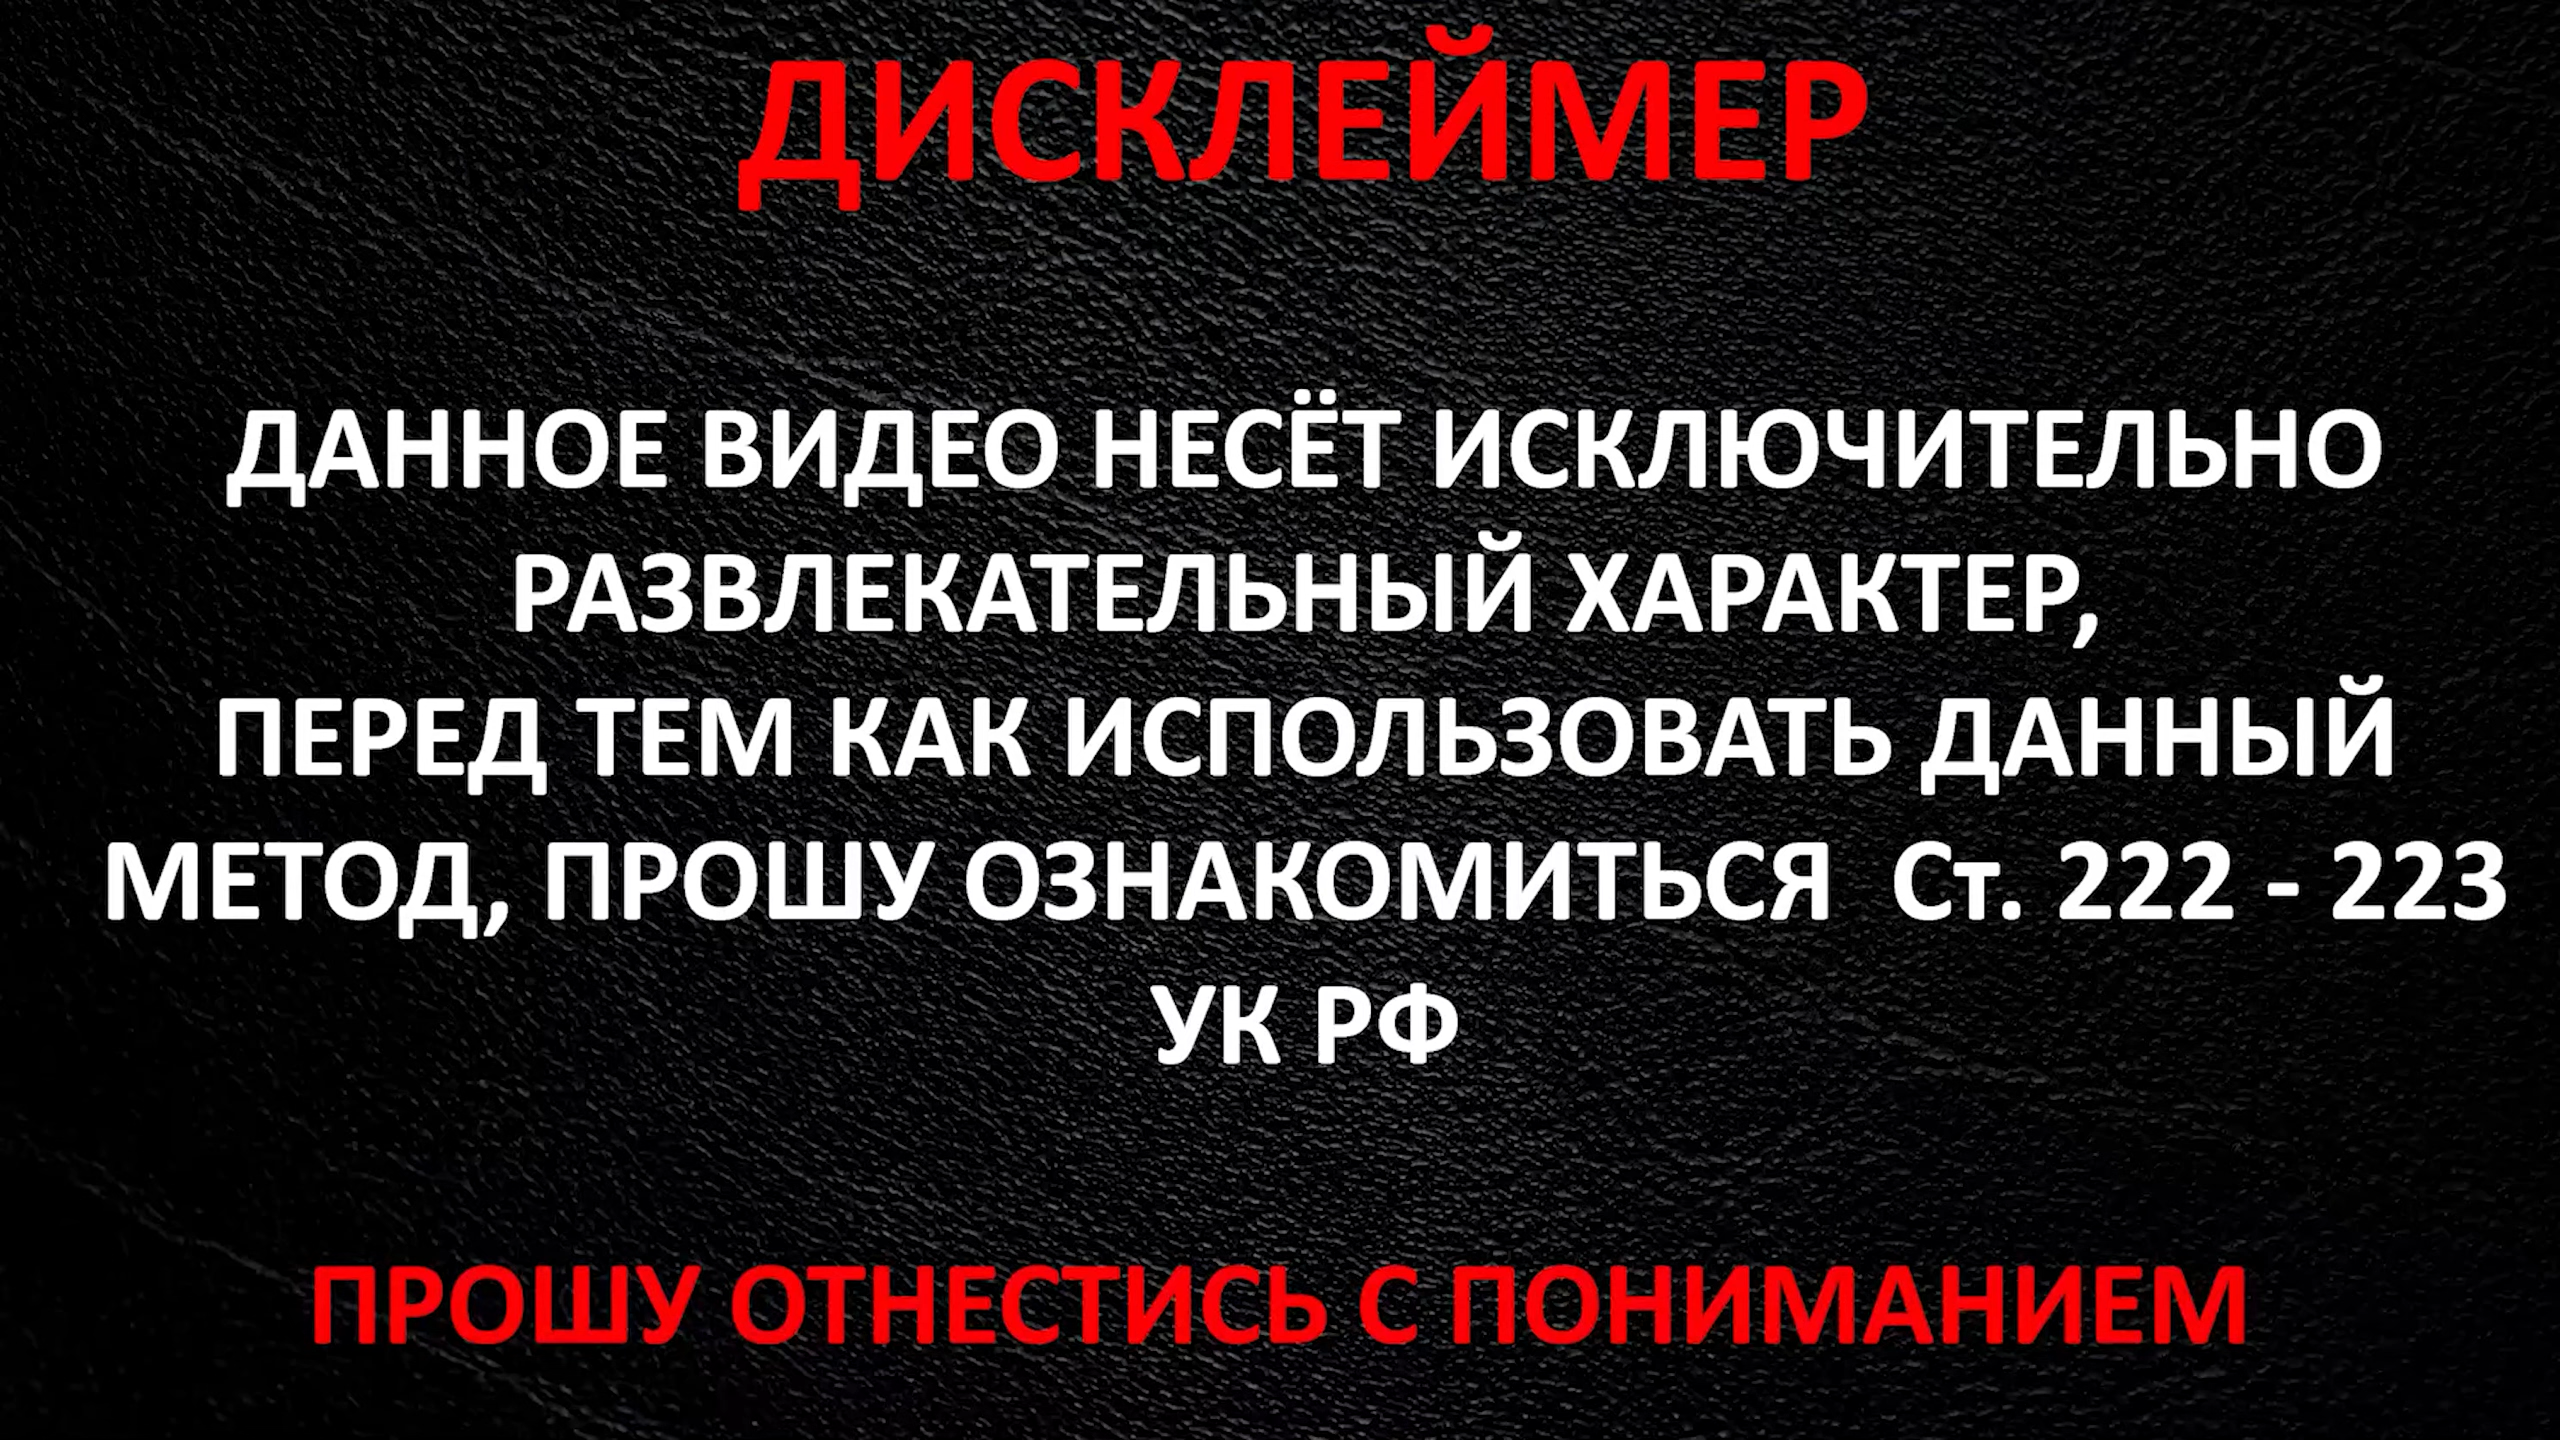 ДИСКЛЕЙМЕР
ДАННОЕ ВИДЕО НЕСЁТ ИСКЛЮЧИТЕЛЬНО
РАЗВЛЕКАТЕЛЬНЫЙ ХАРАКТЕР,
ПЕРЕД ТЕМ КАК ИСПОЛЬЗОВАТЬ ДАННЫЙ
МЕТОД, ПРОШУ ОЗНАКОМИТЬСЯ Ст. 222 - 223
УК РФ
ПРОШУ ОТНЕСТИСЬ С ПОНИМАНИЕМ